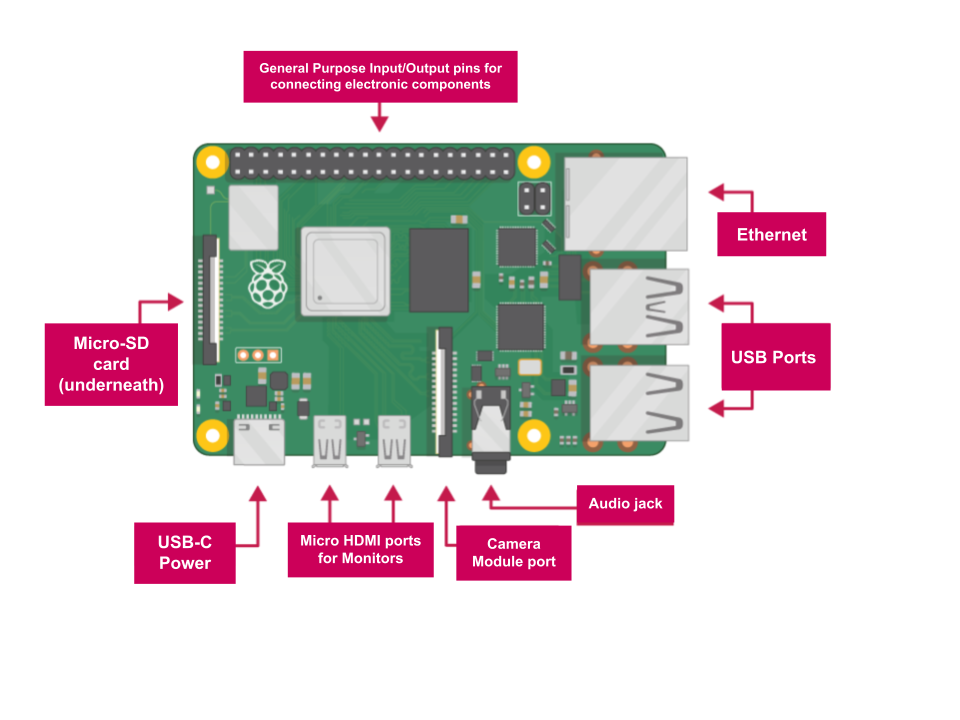 General Purpose Input/Output pins for
connecting electronic components
Ethernet
Micro-SD
card
(underneath)
USB Ports
Audio jack
USB-C
Power
Micro HDMI ports
for Monitors
Camera
Module port